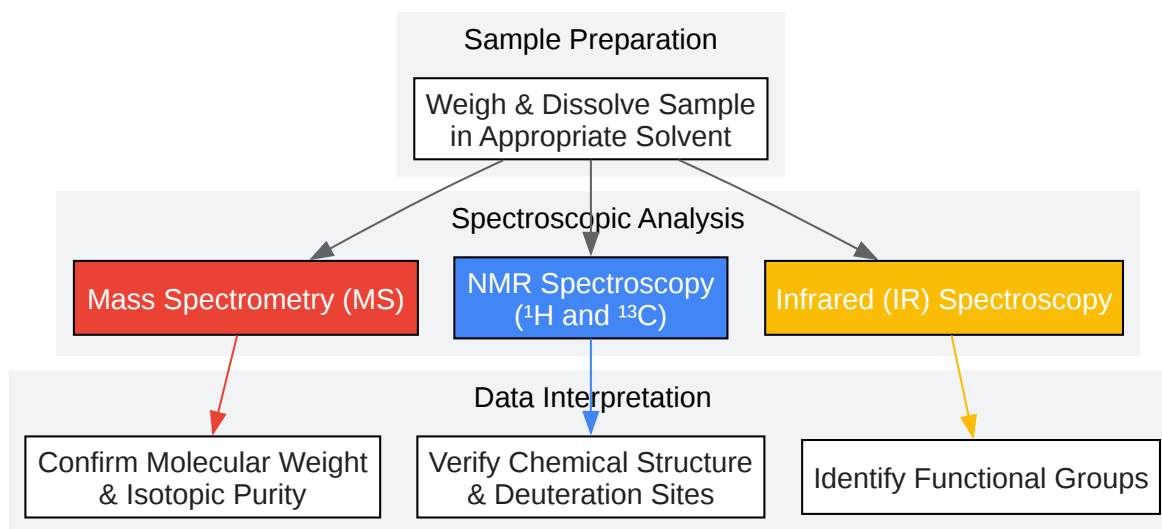 Sample Preparation
Weigh & Dissolve Sample
in Appropriate Solvent
Spectroscopic Analysis
Mass Spectrometry (MS)
NMR Spectroscopy
(¹H and ¹³C)
Infrared (IR) Spectroscopy
Data Interpretation
Confirm Molecular Weight
& Isotopic Purity
Verify Chemical Structure
& Deuteration Sites
Identify Functional Groups